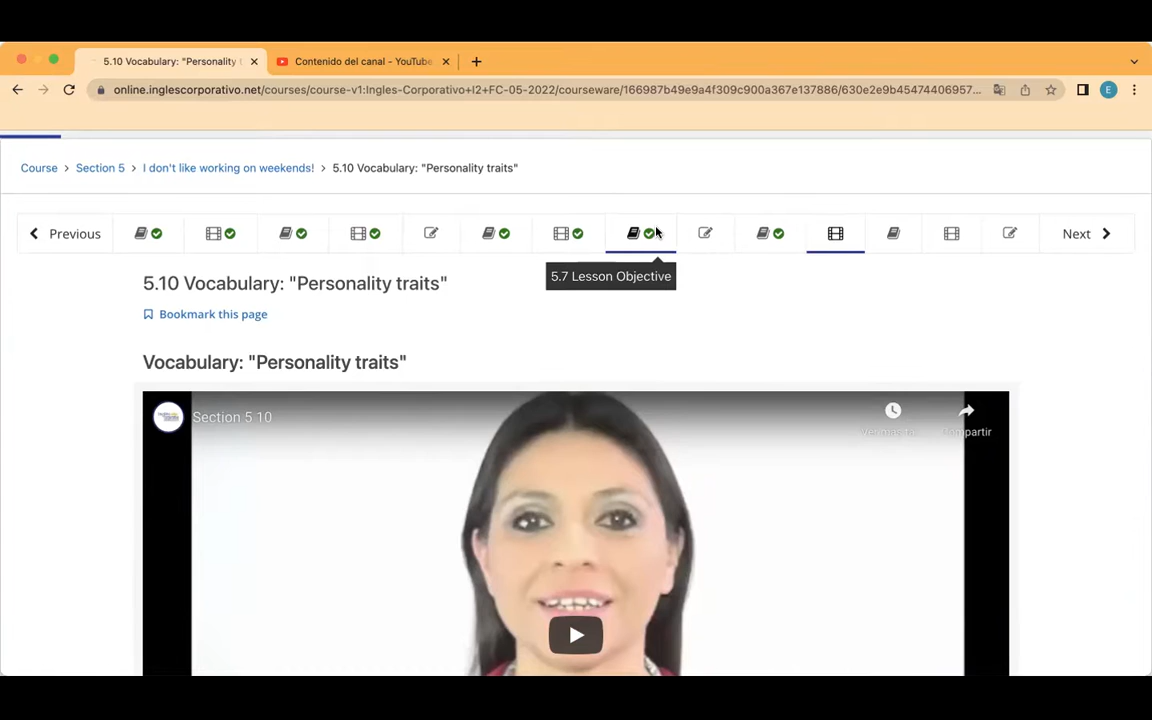 5.10 Vocabulary: "Personality t
Contenido del canal - YouTube
online.inglescorporativo.net/courses/course-v1:Ingles-Corporativo+I2+FC-05-2022/courseware/166987b49e9a4f309c900a367e137886/630e2e9b45474406957...
E
Course > Section 5 > I don't like working on weekends! > 5.10 Vocabulary: "Personality traits"
Previous
Next
5.7 Lesson Objective
5.10 Vocabulary: "Personality traits"
Bookmark this page
Vocabulary: "Personality traits"
Section 5 10